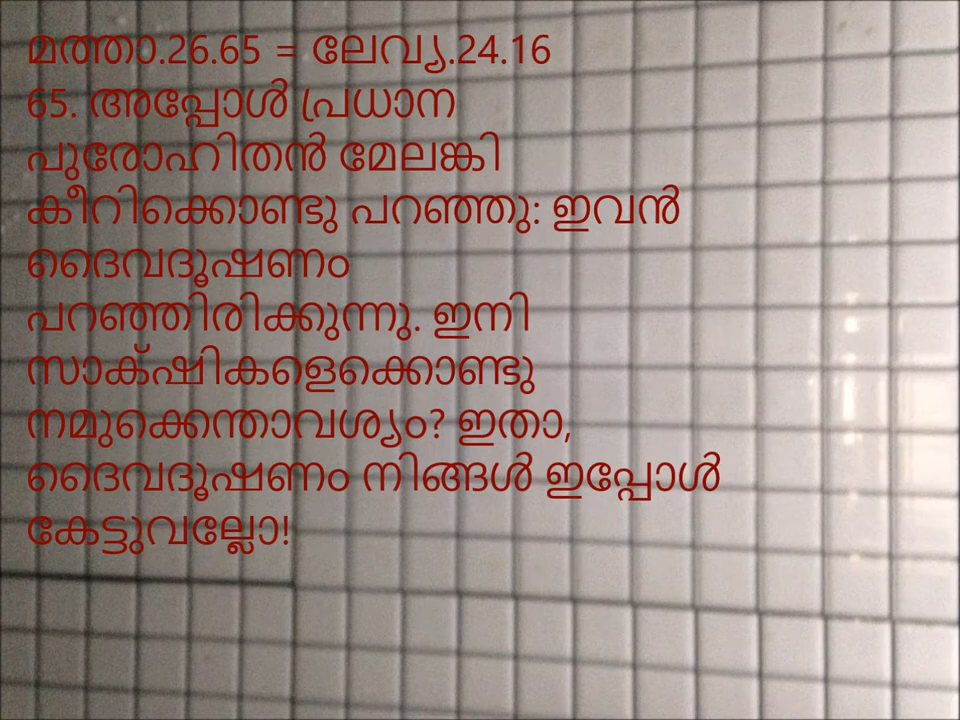 മത്താ.26.65 = ലേവ്യ.24.16
65. അപ്പോൾ പ്രധാന
പുരോഹിതൻ മേലങ്കി
കീറിക്കൊണ്ടു പറഞ്ഞു: ഇവൻ
ദൈവദൂഷണം
പറഞ്ഞിരിക്കുന്നു. ഇനി
സാക്‌ഷികളെക്കൊണ്ടു
നമുക്കെന്താവശ്യം? ഇതാ,
ദൈവദൂഷണം നിങ്ങൾ ഇപ്പോൾ
കേട്ടുവല്ലോ!